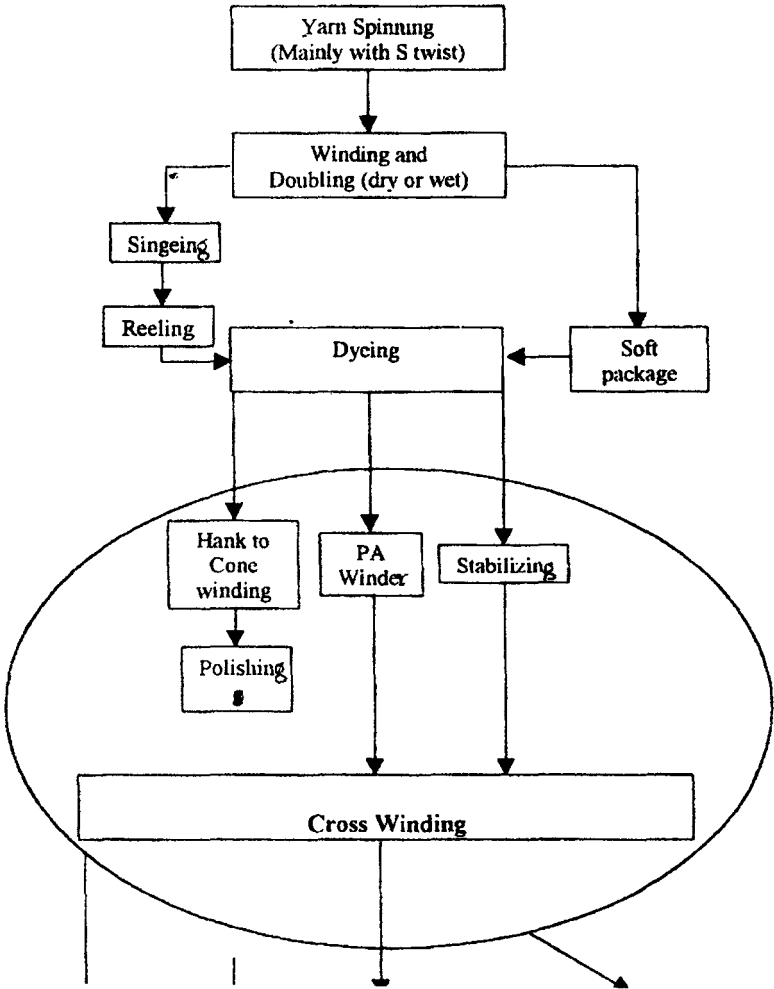 Yarn Spinning
(Mainly with S twist)
Winding and
Doubling (dry or wet)
Singeing
Reeling
Dyeing
Soft
package
Hank to
Cone
winding
PA
Winder
Stabilizing
Polishing
Cross Winding